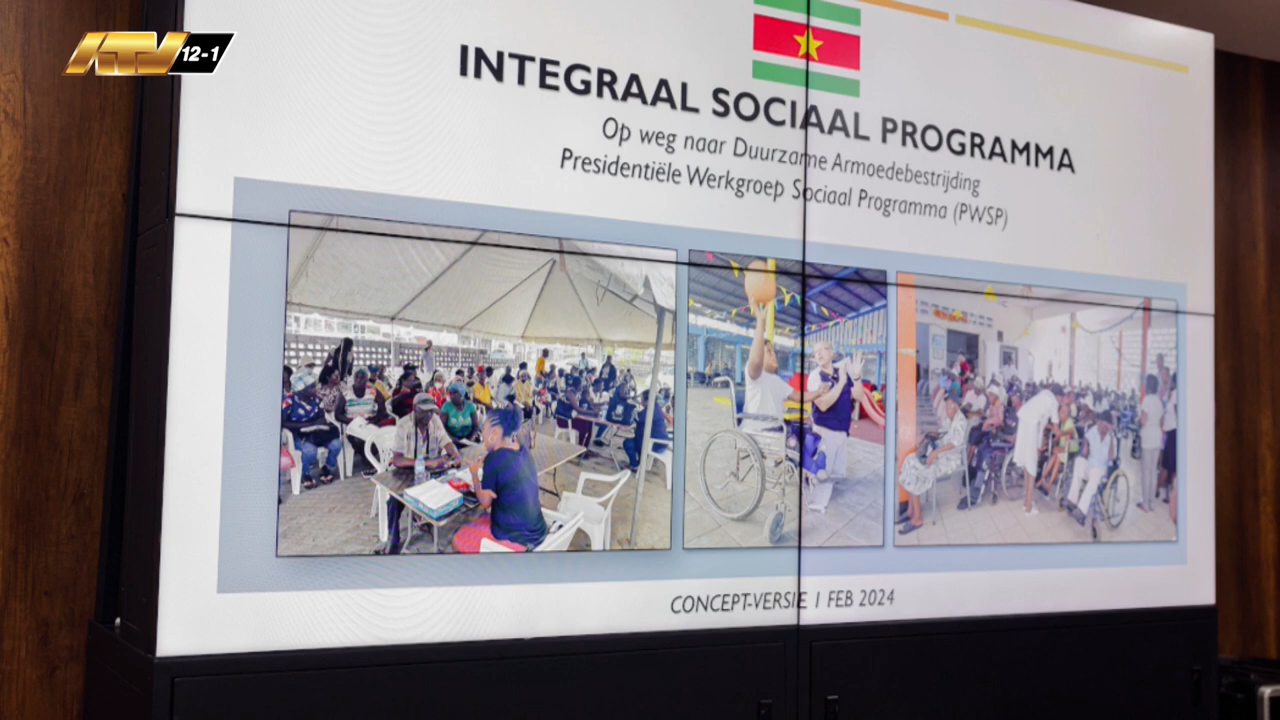 ATV 12-1
INTEGRAAL SOCIAAL PROGRAMMA
Op weg naar Duurzame Armoedebestrijding
Presidentiële Werkgroep Sociaal Programma (PWSP)
CONCEPT-VERSIE 1 FEB 2024